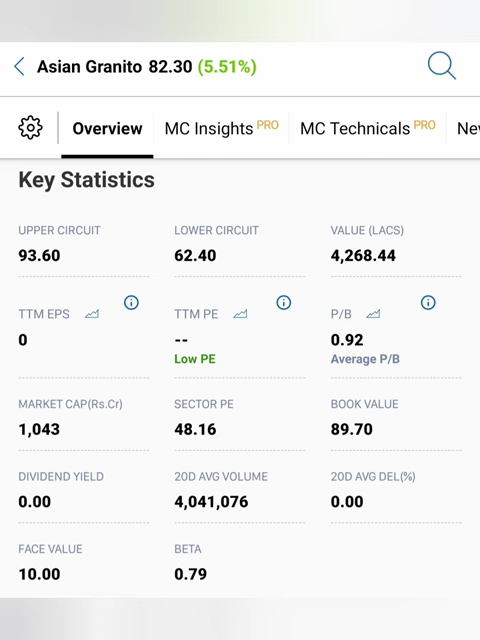 Asian Granito 82.30 (5.51%)
Overview MC Insights PRO MC Technicals PRO
Key Statistics
UPPER CIRCUIT LOWER CIRCUIT VALUE (LACS)
93.60 62.40 4,268.44
TTM EPS TTM PE P/B
0 -- 0.92
Low PE Average P/B
MARKET CAP(Rs.Cr) SECTOR PE BOOK VALUE
1,043 48.16 89.70
DIVIDEND YIELD 20D AVG VOLUME 20D AVG DEL(%)
0.00 4,041,076 0.00
FACE VALUE BETA
10.00 0.79